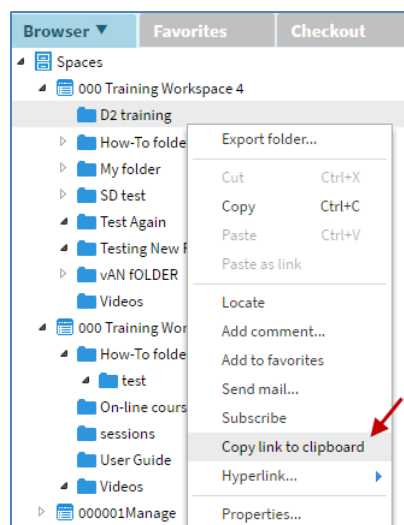 Browser ▼ Favorites Checkout
Spaces
000 Training Workspace 4
D2 training
How-To folde
My folder
SD test
Test Again
Testing New F
vAN fOLDER
Videos
000 Training Wor
How-To folde
test
On-line cours
sessions
User Guide
Videos
000001Manage
Export folder...
Cut Ctrl+X
Copy Ctrl+C
Paste Ctrl+V
Paste as link
Locate
Add comment...
Add to favorites
Send mail...
Subscribe
Copy link to clipboard
Hyperlink...
Properties...